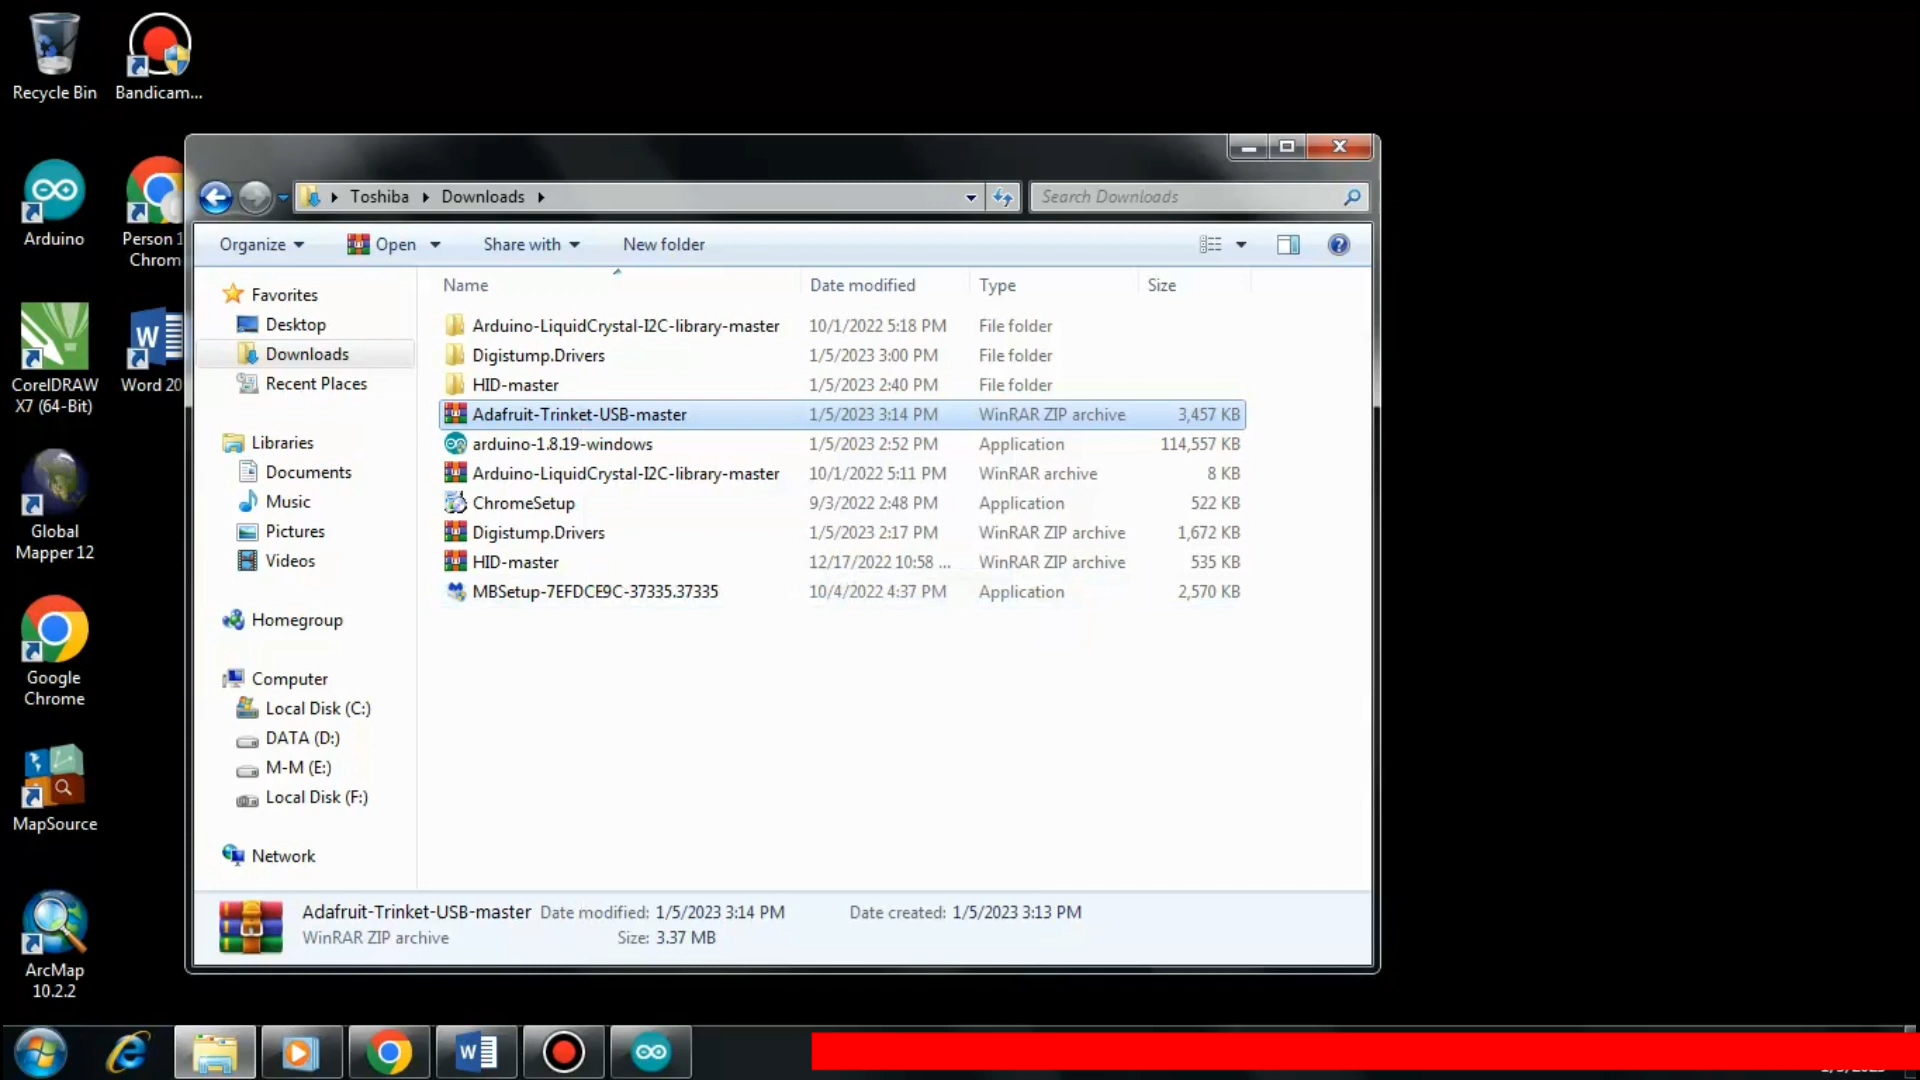 Recycle Bin
Bandicam...
Arduino
Person 1
Chrom
CorelDRAW
X7 (64-Bit)
Word 20
Global
Mapper 12
Google
Chrome
MapSource
ArcMap
10.2.2
Toshiba Downloads
Search Downloads
Organize Open Share with New folder
Favorites
Desktop
Downloads
Recent Places
Libraries
Documents
Music
Pictures
Videos
Homegroup
Computer
Local Disk (C:)
DATA (D:)
M-M (E:)
Local Disk (F:)
Network
Name Date modified Type Size
Arduino-LiquidCrystal-I2C-library-master 10/1/2022 5:18 PM File folder
Digistump.Drivers 1/5/2023 3:00 PM File folder
HID-master 1/5/2023 2:40 PM File folder
Adafruit-Trinket-USB-master 1/5/2023 3:14 PM WinRAR ZIP archive 3,457 KB
arduino-1.8.19-windows 1/5/2023 2:52 PM Application 114,557 KB
Arduino-LiquidCrystal-I2C-library-master 10/1/2022 5:11 PM WinRAR archive 8 KB
ChromeSetup 9/3/2022 2:48 PM Application 522 KB
Digistump.Drivers 1/5/2023 2:17 PM WinRAR ZIP archive 1,672 KB
HID-master 12/17/2022 10:58 ... WinRAR ZIP archive 535 KB
MBSetup-7EFDCE9C-37335.37335 10/4/2022 4:37 PM Application 2,570 KB
Adafruit-Trinket-USB-master Date modified: 1/5/2023 3:14 PM Date created: 1/5/2023 3:13 PM
WinRAR ZIP archive Size: 3.37 MB